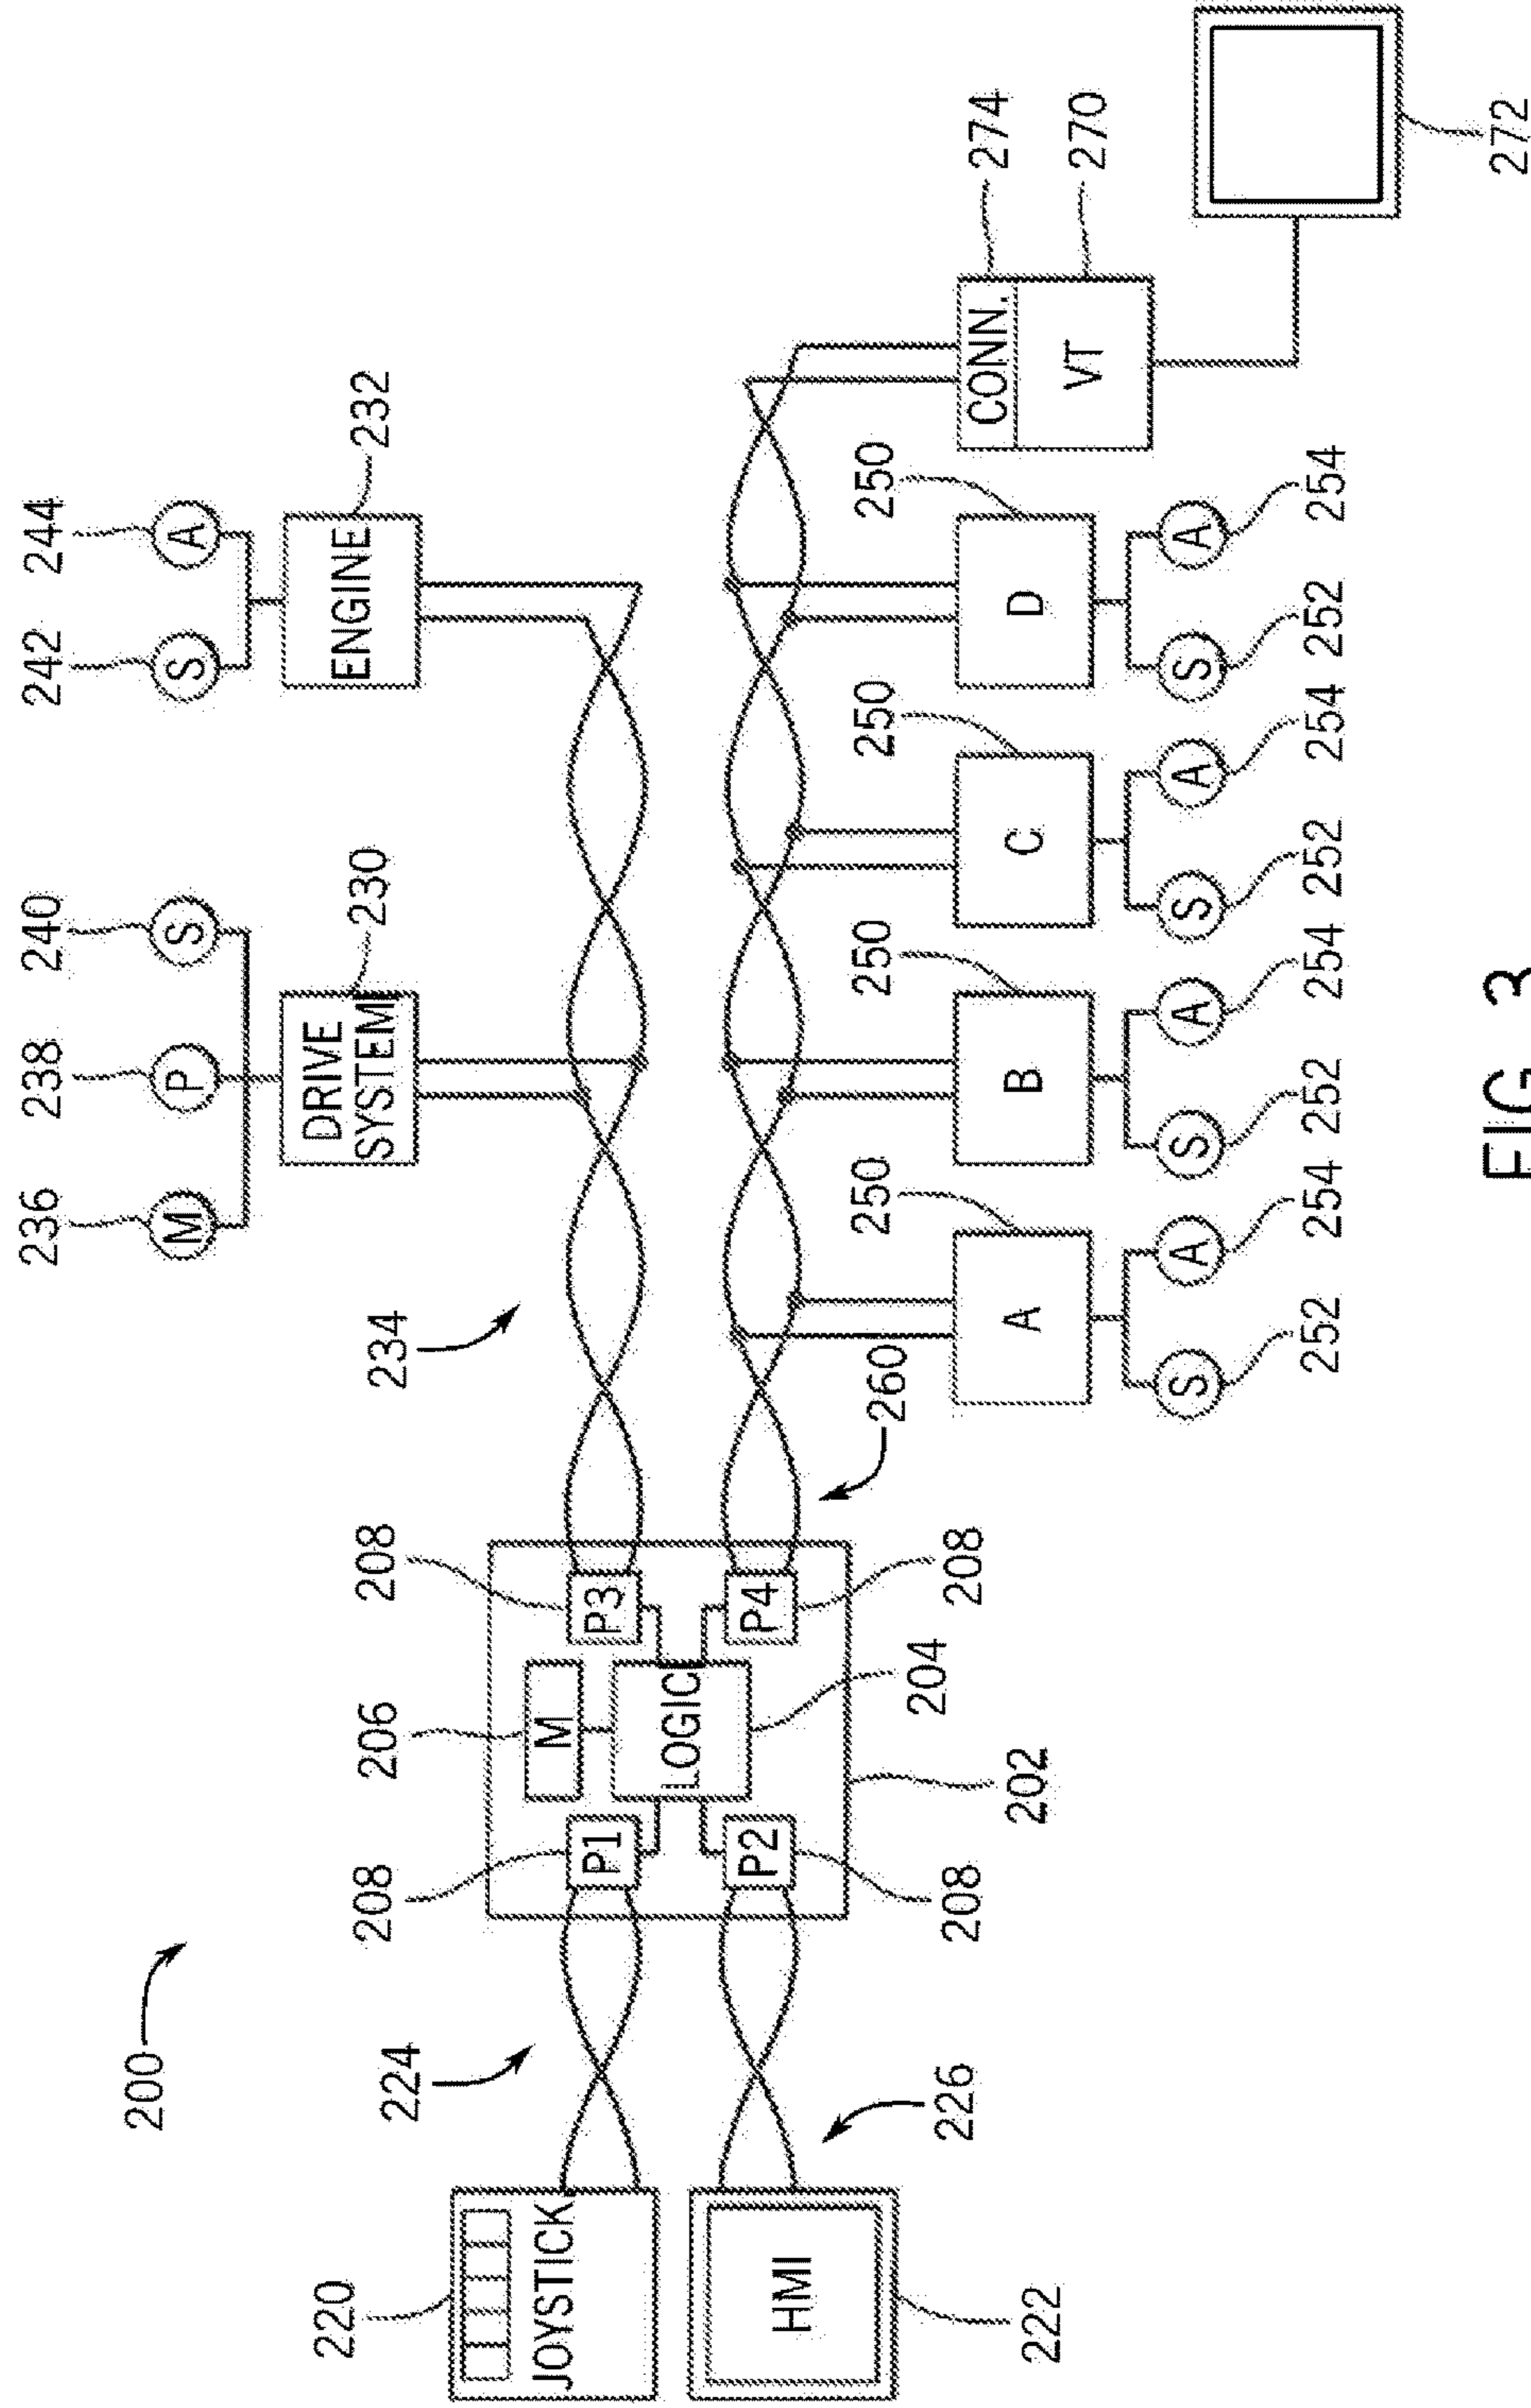 200
236
238
240
242
244
M
P
S
S
A
DRIVE
SYSTEM
230
ENGINE
232
234
220
JOYSTICK
224
208
P1
206
M
208
P3
LOGIC
HMI
222
226
P2
208
204
202
P4
208
260
250
A
250
B
250
C
250
D
CONN.
274
VT
270
S
A
S
A
S
A
S
A
252
254
252
254
252
254
252
254
272
FIG. 3